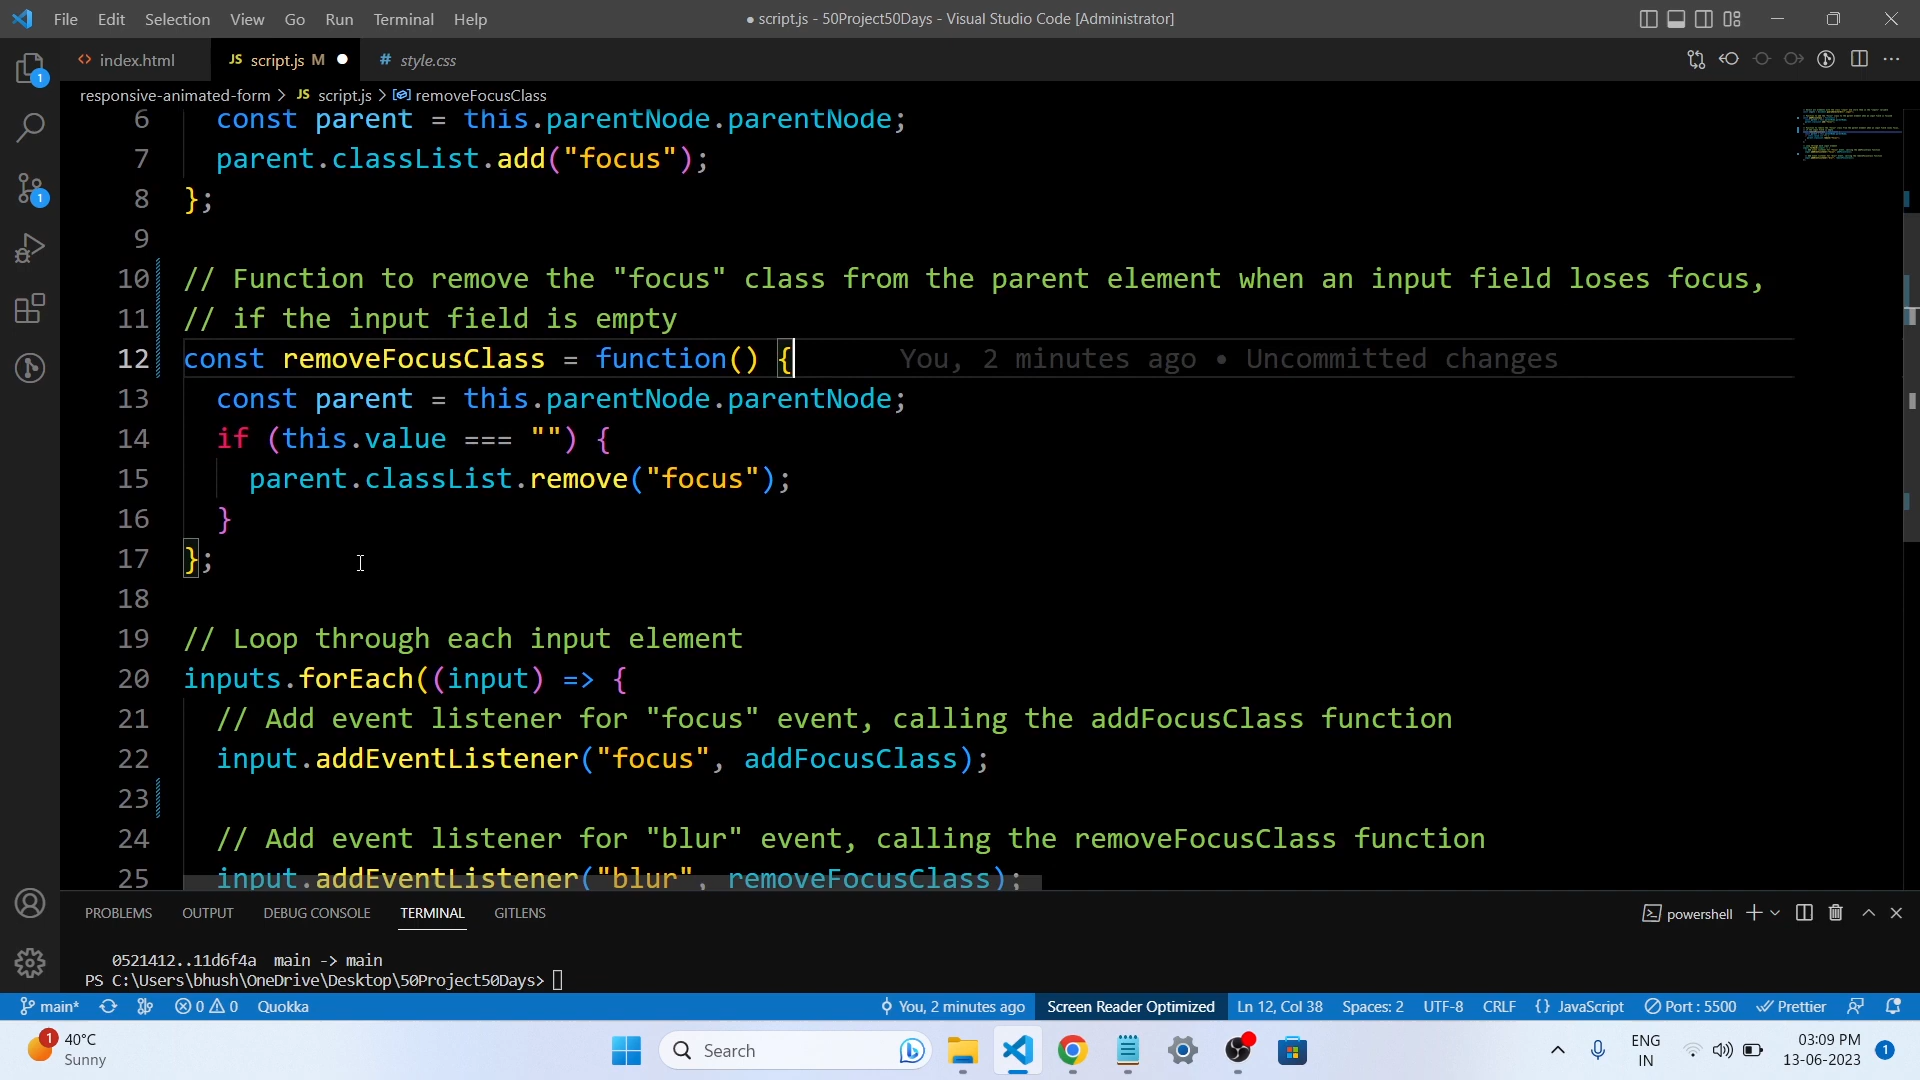 File Edit Selection View Go Run Terminal Help
● script.js - 50Project50Days - Visual Studio Code [Administrator]
<> index.html
JS script.js M ●
# style.css
responsive-animated-form > JS script.js > removeFocusClass
6 const parent = this.parentNode.parentNode;
7 parent.classList.add("focus");
8 };
9
10 // Function to remove the "focus" class from the parent element when an input field loses focus,
11 // if the input field is empty
12 const removeFocusClass = function() { You, 2 minutes ago • Uncommitted changes
13 const parent = this.parentNode.parentNode;
14 if (this.value === "") {
15 parent.classList.remove("focus");
16 }
17 };
18
19 // Loop through each input element
20 inputs.forEach((input) => {
21 // Add event listener for "focus" event, calling the addFocusClass function
22 input.addEventListener("focus", addFocusClass);
23
24 // Add event listener for "blur" event, calling the removeFocusClass function
25 input.addEventListener("blur", removeFocusClass);
PROBLEMS OUTPUT DEBUG CONSOLE TERMINAL GITLENS
powershell
0521412..11d6f4a main -> main
PS C:\Users\bhush\OneDrive\Desktop\50Project50Days>
main* 0 0 Quokka You, 2 minutes ago Screen Reader Optimized Ln 12, Col 38 Spaces: 2 UTF-8 CRLF {} JavaScript Port : 5500 Prettier
1
1
1 40°C
Sunny
Search
ENG
IN
03:09 PM
13-06-2023
1